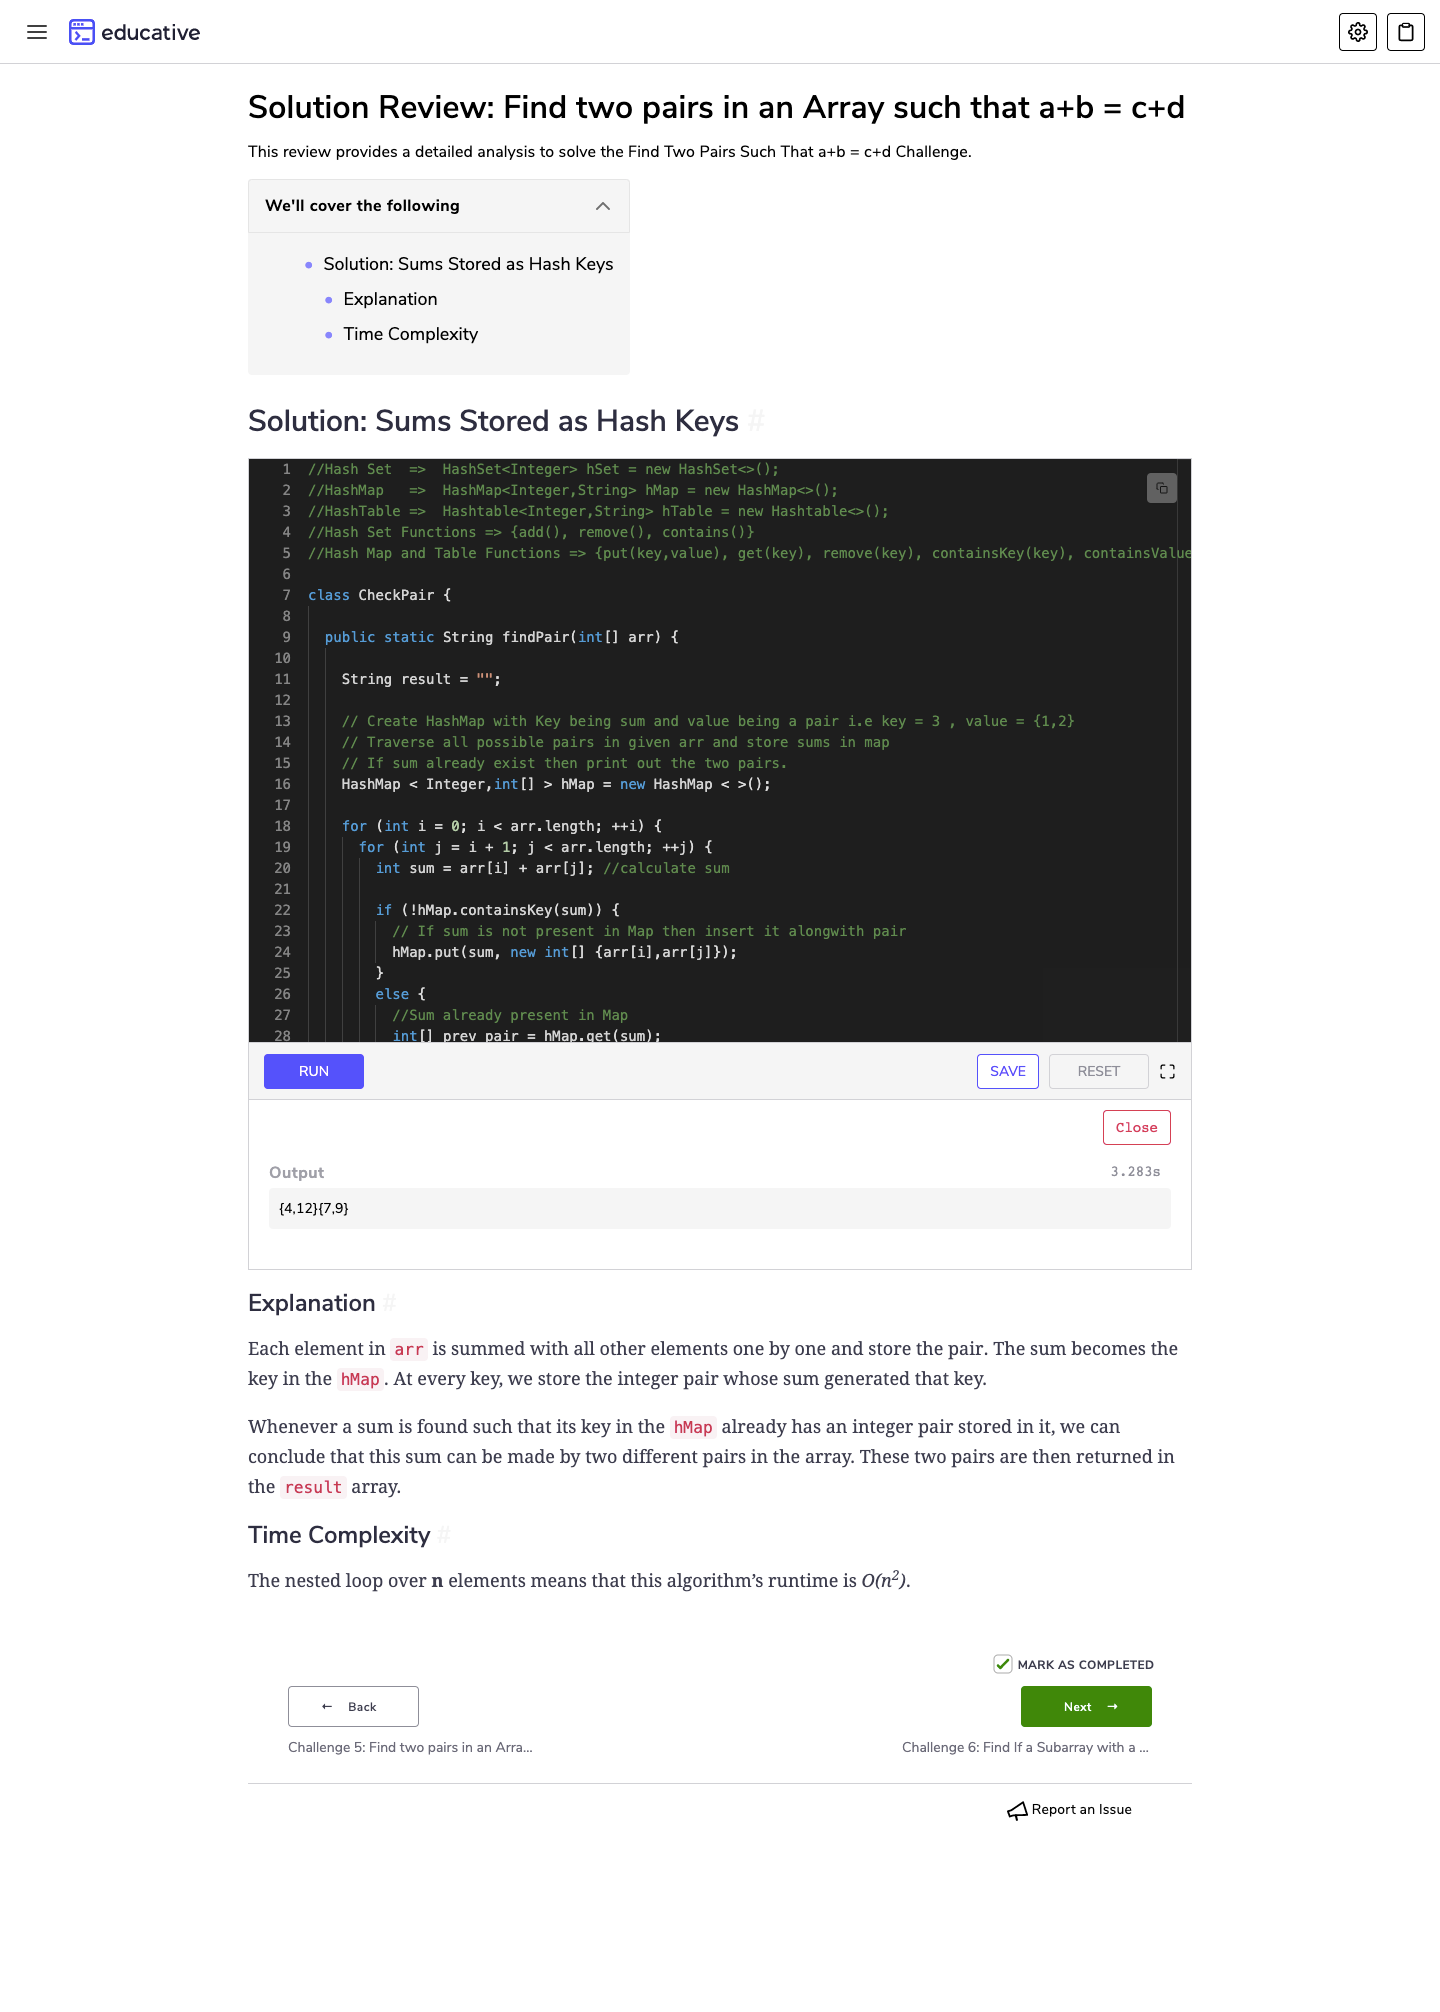 educative
Solution Review: Find two pairs in an Array such that a+b = c+d
This review provides a detailed analysis to solve the Find Two Pairs Such That a+b = c+d Challenge.
We'll cover the following
Solution: Sums Stored as Hash Keys
Explanation
Time Complexity
Solution: Sums Stored as Hash Keys #
1 //Hash Set  =>  HashSet<Integer> hSet = new HashSet<>();
2 //HashMap   =>  HashMap<Integer,String> hMap = new HashMap<>();
3 //HashTable =>  Hashtable<Integer,String> hTable = new Hashtable<>();
4 //Hash Set Functions => {add(), remove(), contains()}
5 //Hash Map and Table Functions => {put(key,value), get(key), remove(key), containsKey(key), containsValue
6
7 class CheckPair {
8
9 public static String findPair(int[] arr) {
10
11 String result = "";
12
13 // Create HashMap with Key being sum and value being a pair i.e key = 3 , value = {1,2}
14 // Traverse all possible pairs in given arr and store sums in map
15 // If sum already exist then print out the two pairs.
16 HashMap < Integer,int[] > hMap = new HashMap < >();
17
18 for (int i = 0; i < arr.length; ++i) {
19 for (int j = i + 1; j < arr.length; ++j) {
20 int sum = arr[i] + arr[j]; //calculate sum
21
22 if (!hMap.containsKey(sum)) {
23 // If sum is not present in Map then insert it alongwith pair
24 hMap.put(sum, new int[] {arr[i],arr[j]});
25 }
26 else {
27 //Sum already present in Map
28 int[] prev_pair = hMap.get(sum);
RUN SAVE RESET
Close
Output 3.283s
{4,12}{7,9}
Explanation #
Each element in arr is summed with all other elements one by one and store the pair. The sum becomes the
key in the hMap. At every key, we store the integer pair whose sum generated that key.
Whenever a sum is found such that its key in the hMap already has an integer pair stored in it, we can
conclude that this sum can be made by two different pairs in the array. These two pairs are then returned in
the result array.
Time Complexity #
The nested loop over n elements means that this algorithm’s runtime is O(n²).
MARK AS COMPLETED
← Back Next →
Challenge 5: Find two pairs in an Arra... Challenge 6: Find If a Subarray with a ...
Report an Issue